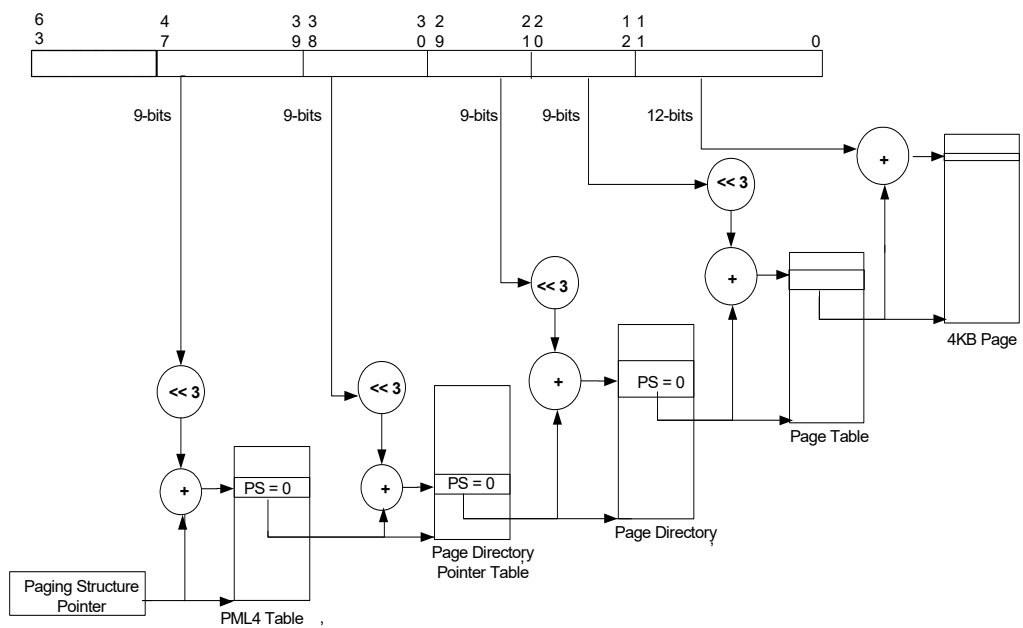 6 4 3 3 3 2 2 2 1 1
3 7 9 8 0 9 1 0 2 1 0
9-bits 9-bits 9-bits 9-bits 12-bits
+
<< 3
+
<< 3
4KB Page
+
PS = 0
<< 3
<< 3
Page Table
+
PS = 0
+
PS = 0
Page Directory,
Page Directory,
Pointer Table
Paging Structure
Pointer
PML4 Table ,